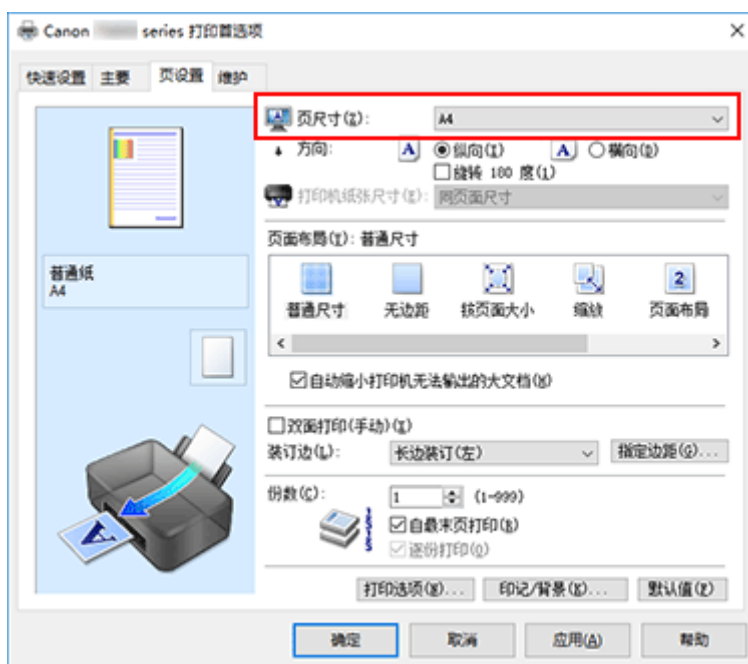 Canon series 打印首选项
快速设置 主要 页设置 维护
页尺寸(Z): A4
方向: A 纵向(I) A 横向(D)
旋转 180 度(1)
打印机纸张尺寸(E): 同页面尺寸
页面布局(T): 普通尺寸
普通尺寸 无边距 按页面大小 缩放 2 页面布局
自动缩小打印机无法输出的大文档(8)
双面打印(手动)(X)
装订边(L): 长边装订(左) 指定边距(G)...
份数(C): 1 (1-999)
自最末页打印(R)
逐份打印(O)
打印选项(N)... 印记/背景(K)... 默认值(F)
普通纸
A4
A
确定 取消 应用(A) 帮助